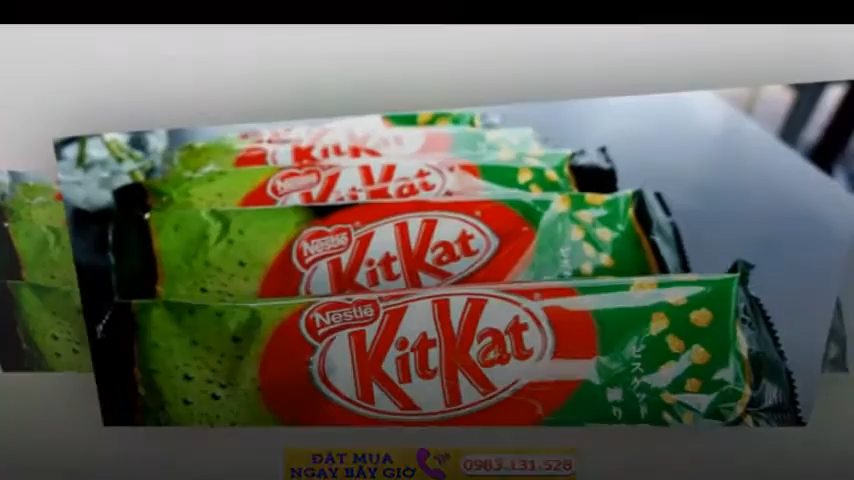 KitKat
Nestlé KitKat
Nestlé KitKat
Nestlé KitKat
ĐẶT MUA
NGAY BÂY GIỜ
0983.131.528